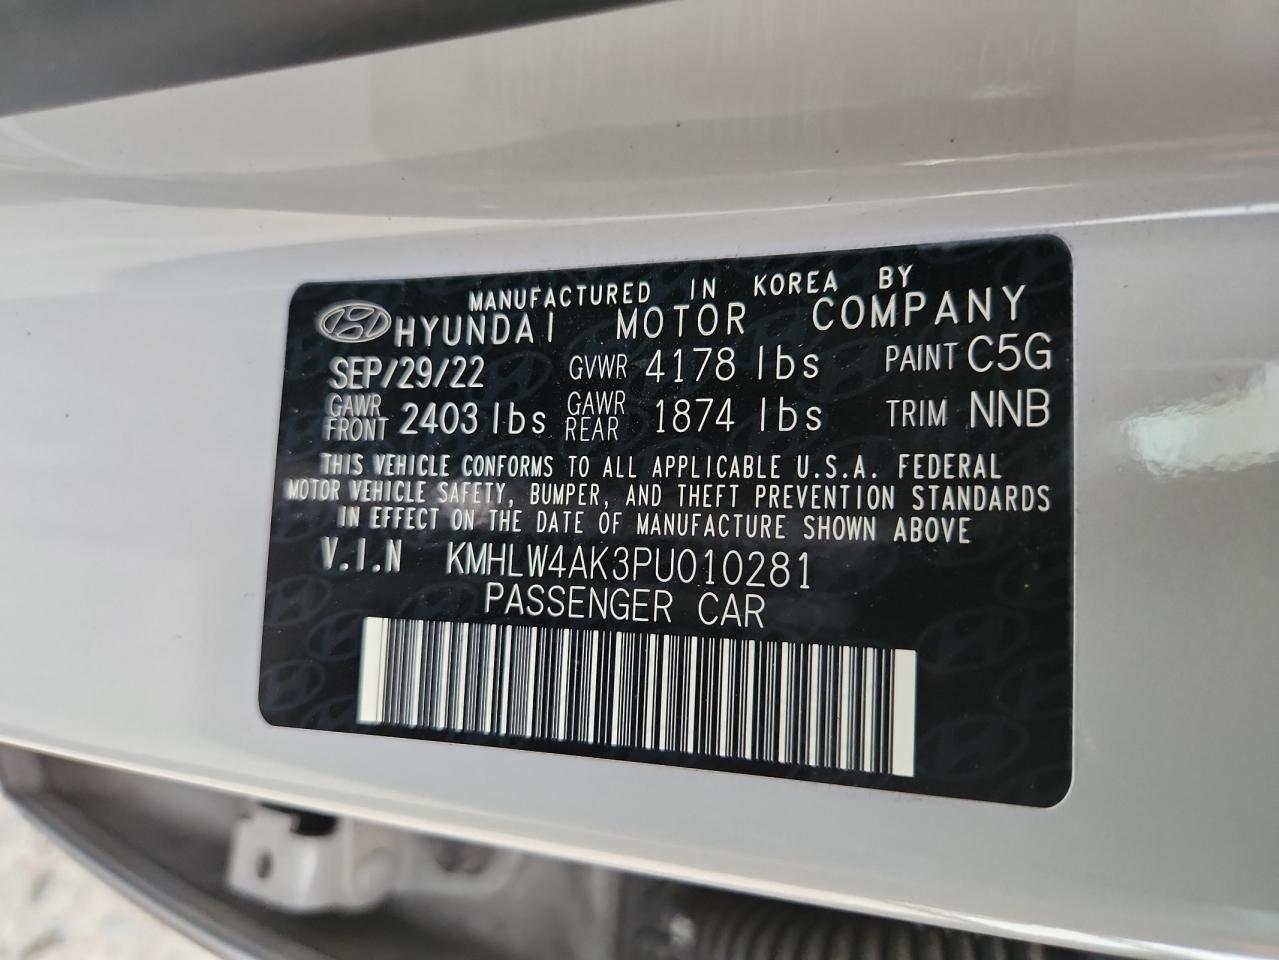 MANUFACTURED IN KOREA BY
HYUNDAI MOTOR COMPANY
SEP/29/22 GVWR 4178 lbs PAINT C5G
GAWR FRONT 2403 lbs GAWR REAR 1874 lbs TRIM NNB
THIS VEHICLE CONFORMS TO ALL APPLICABLE U.S.A. FEDERAL
MOTOR VEHICLE SAFETY, BUMPER, AND THEFT PREVENTION STANDARDS
IN EFFECT ON THE DATE OF MANUFACTURE SHOWN ABOVE
V.I.N KMHLW4AK3PU010281
PASSENGER CAR